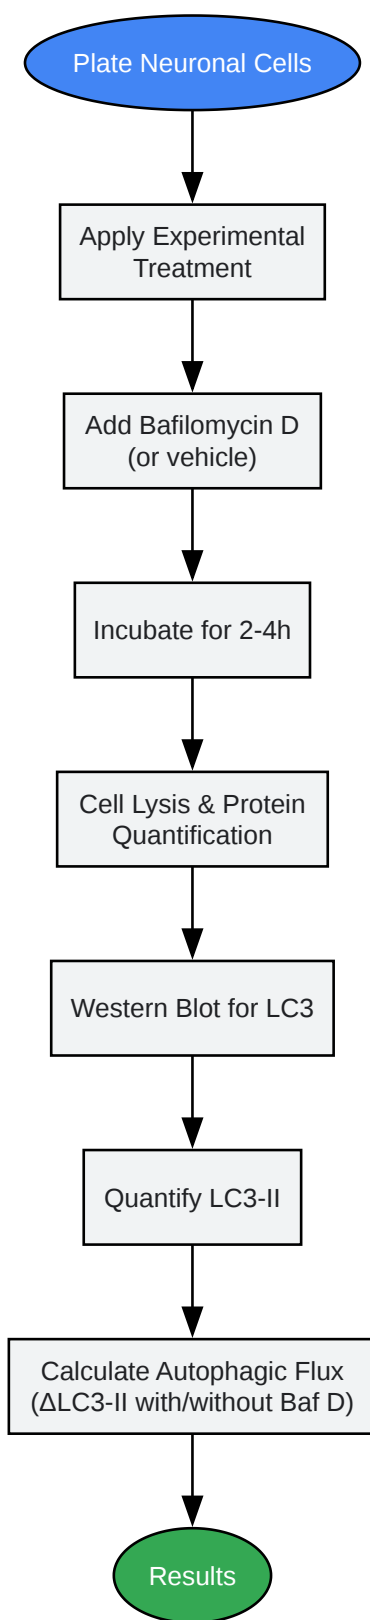 Plate Neuronal Cells
Apply Experimental
Treatment
Add Bafilomycin D
(or vehicle)
Incubate for 2-4h
Cell Lysis & Protein
Quantification
Western Blot for LC3
Quantify LC3-II
Calculate Autophagic Flux
(ΔLC3-II with/without Baf D)
Results